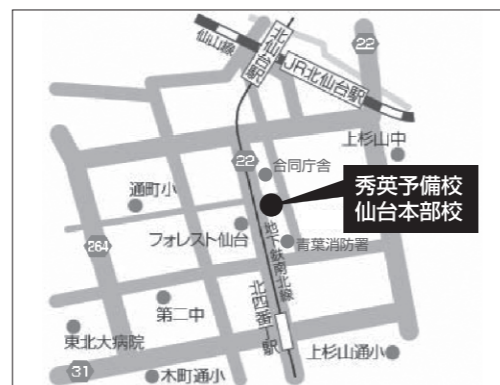 仙山線
北仙台駅
JR北仙台駅
22
上杉山中
22
合同庁舎
秀英予備校
仙台本部校
通町小
フォレスト仙台
地下鉄南北線
青葉消防署
264
北四番丁駅
第二中
東北大病院
31
木町通小
上杉山通小